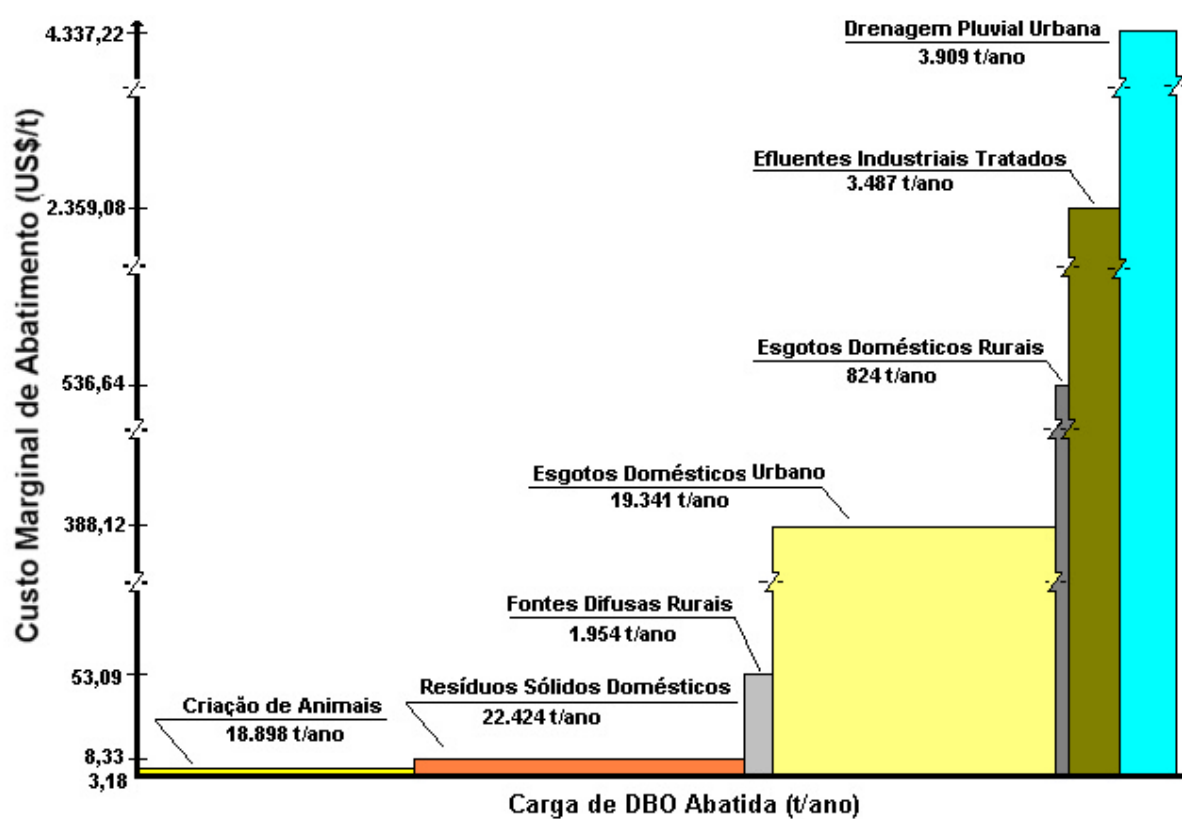 4.337,22
Drenagem Pluvial Urbana
3.909 t/ano
Efluentes Industriais Tratados
3.487 t/ano
2.359,08
Esgotos Domésticos Rurais
824 t/ano
536,64
Esgotos Domésticos Urbano
19.341 t/ano
388,12
Fontes Difusas Rurais
1.954 t/ano
53,09
Resíduos Sólidos Domésticos
22.424 t/ano
Criação de Animais
18.898 t/ano
8,33
3,18
Custo Marginal de Abatimento (US$/t)
Carga de DBO Abatida (t/ano)